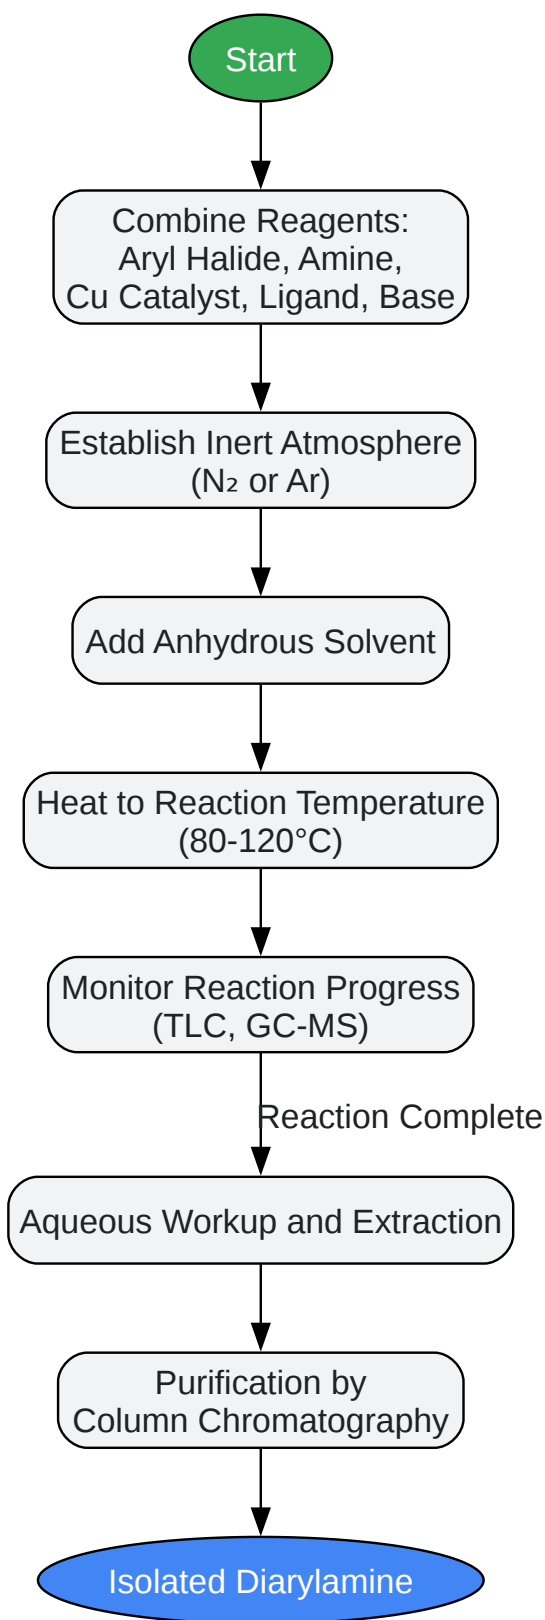 Start
Combine Reagents:
Aryl Halide, Amine,
Cu Catalyst, Ligand, Base
Establish Inert Atmosphere
(N₂ or Ar)
Add Anhydrous Solvent
Heat to Reaction Temperature
(80-120°C)
Monitor Reaction Progress
(TLC, GC-MS)
Reaction Complete
Aqueous Workup and Extraction
Purification by
Column Chromatography
Isolated Diarylamine